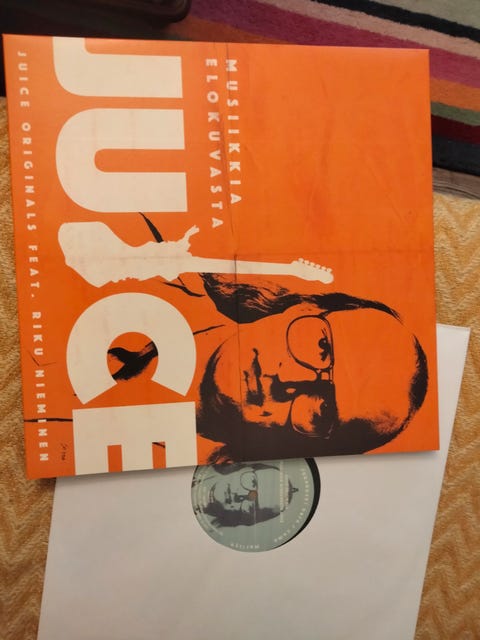 MUSIIKKIA
ELOKUVASTA
JUICE
JUICE ORIGINALS FEAT. RIKU NIEMINEN